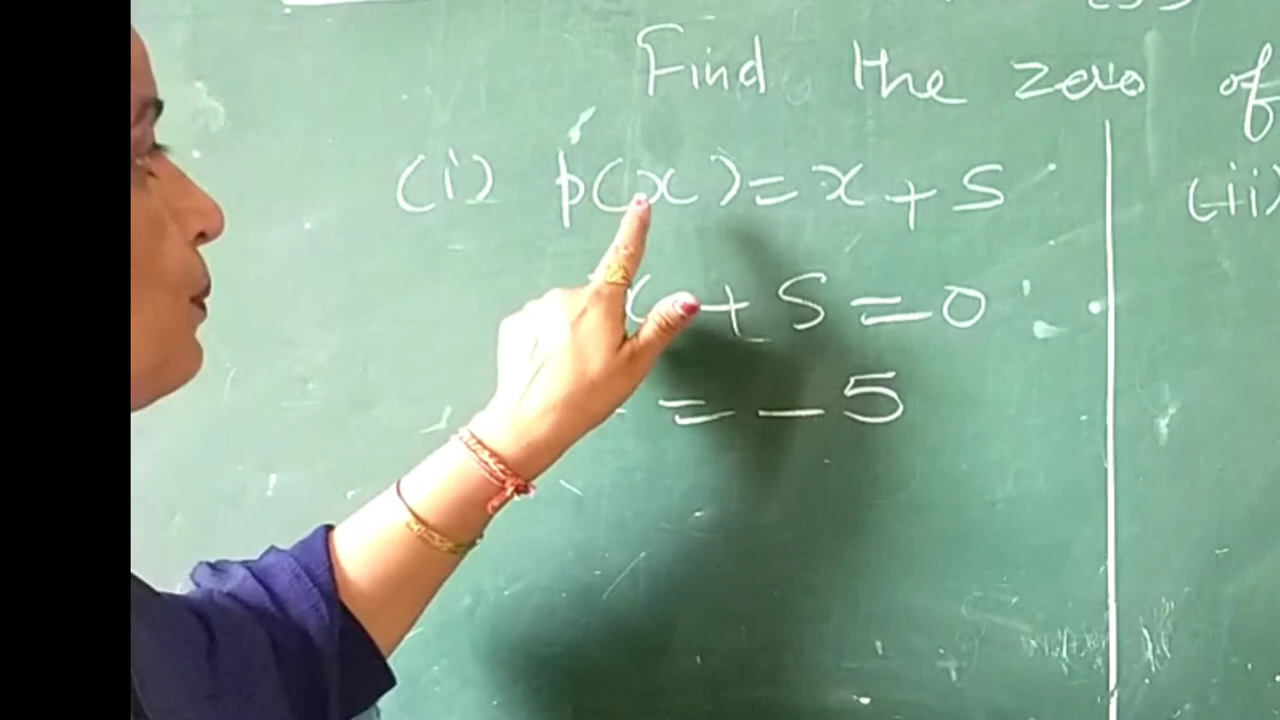 Find the zero of
(i) p(x) = x + 5
(ii)
x + 5 = 0
= - 5